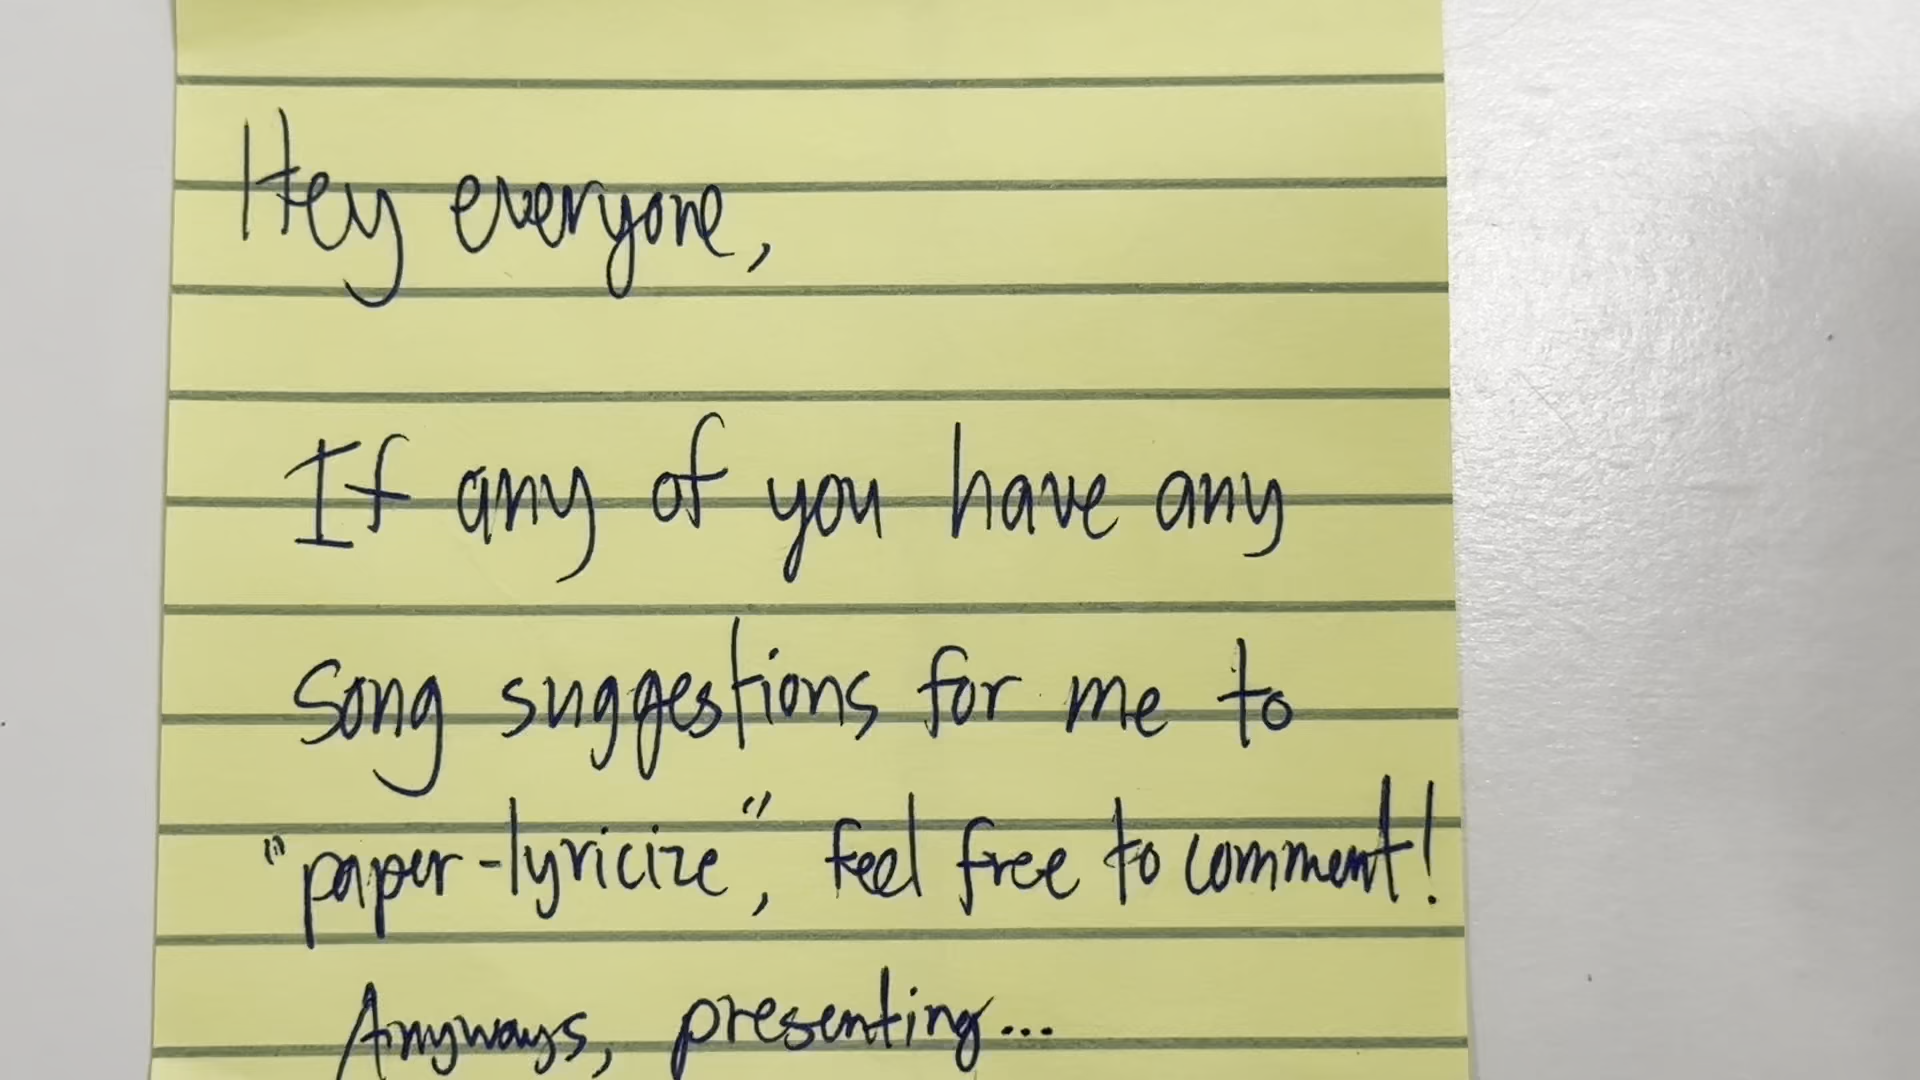 Hey everyone,
If any of you have any
song suggestions for me to
"paper-lyricize", feel free to comment!
Anyways, presenting...